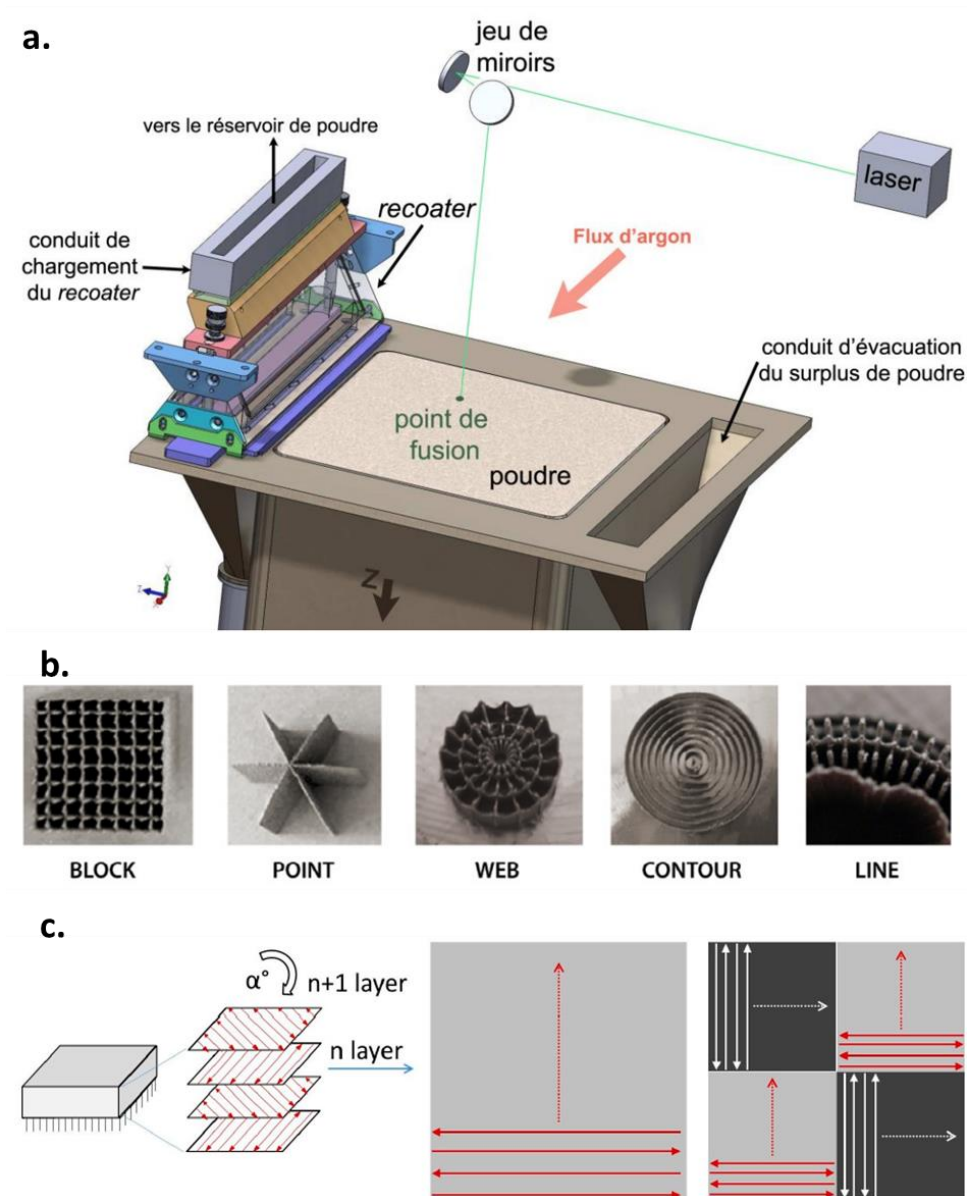 a.
jeu de
miroirs
vers le réservoir de poudre
laser
recoater
conduit de
chargement
du recoater
Flux d'argon
conduit d'évacuation
du surplus de poudre
point de
fusion
poudre
Z
b.
BLOCK
POINT
WEB
CONTOUR
LINE
c.
α°
n+1 layer
n layer